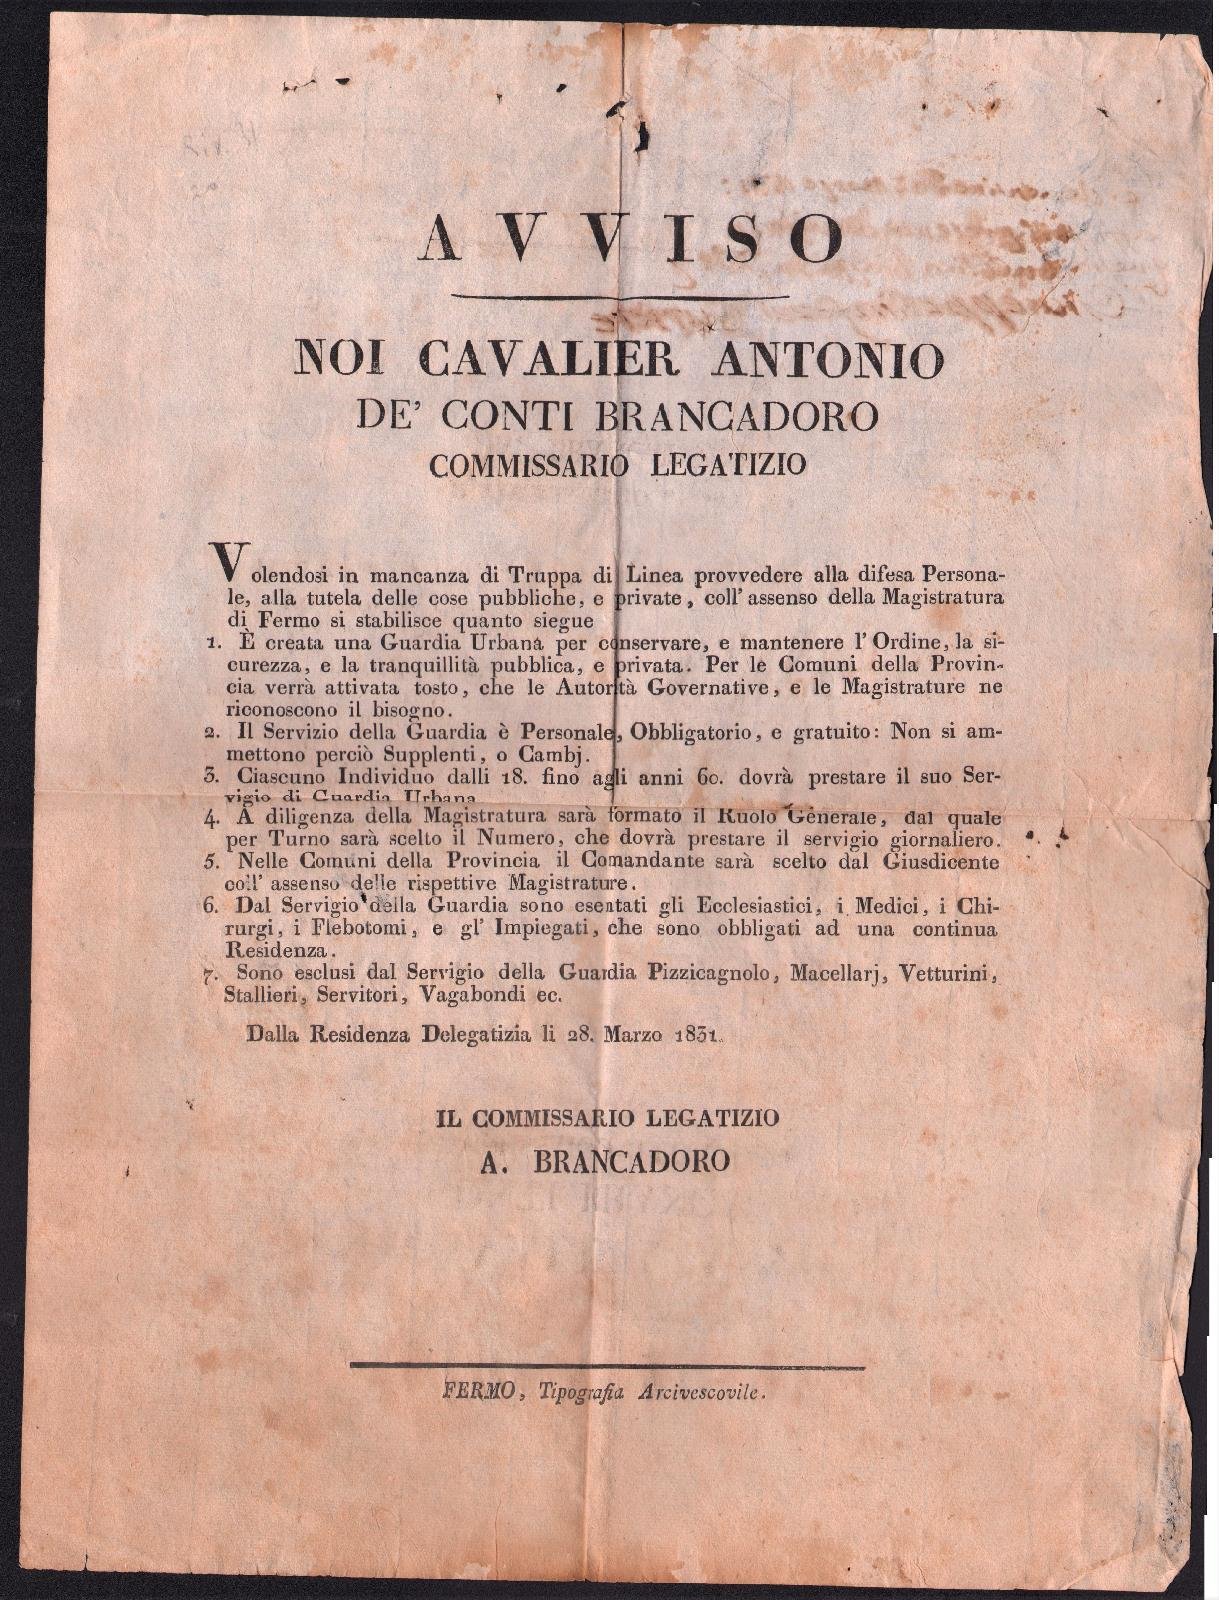 AVVISO
NOI CAVALIER ANTONIO
DE' CONTI BRANCADORO
COMMISSARIO LEGATIZIO
Volendosi in mancanza di Truppa di Linea provvedere alla difesa Persona-
le, alla tutela delle cose pubbliche, e private, coll' assenso della Magistratura
di Fermo si stabilisce quanto siegue
1. È creata una Guardia Urbana per conservare, e mantenere l' Ordine, la si-
curezza, e la tranquillità pubblica, e privata. Per le Comuni della Provin-
cia verrà attivata tosto, che le Autorità Governative, e le Magistrature ne
riconoscono il bisogno.
2. Il Servizio della Guardia è Personale, Obbligatorio, e gratuito: Non si am-
mettono perciò Supplenti, o Cambj.
3. Ciascuno Individuo dalli 18. fino agli anni 60. dovrà prestare il suo Ser-
vigio di Guardia Urbana
4. A diligenza della Magistratura sarà formato il Ruolo Generale, dal quale
per Turno sarà scelto il Numero, che dovrà prestare il servigio giornaliero.
5. Nelle Comuni della Provincia il Comandante sarà scelto dal Giusdicente
coll' assenso delle rispettive Magistrature.
6. Dal Servigio della Guardia sono esentati gli Ecclesiastici, i Medici, i Chi-
rurgi, i Flebotomi, e gl' Impiegati, che sono obbligati ad una continua
Residenza.
7. Sono esclusi dal Servigio della Guardia Pizzicagnolo, Macellarj, Vetturini,
Stallieri, Servitori, Vagabondi ec.
Dalla Residenza Delegatizia li 28. Marzo 1831.
IL COMMISSARIO LEGATIZIO
A. BRANCADORO
FERMO, Tipografia Arcivescovile.